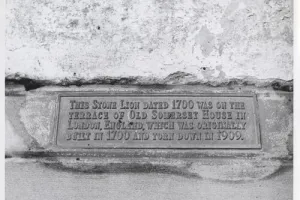 THIS STONE LION DATED 1700 WAS ON THE
TERRACE OF OLD SOMERSET HOUSE IN
LONDON, ENGLAND, WHICH WAS ORIGINALLY
BUILT IN 1700 AND TORN DOWN IN 1909.